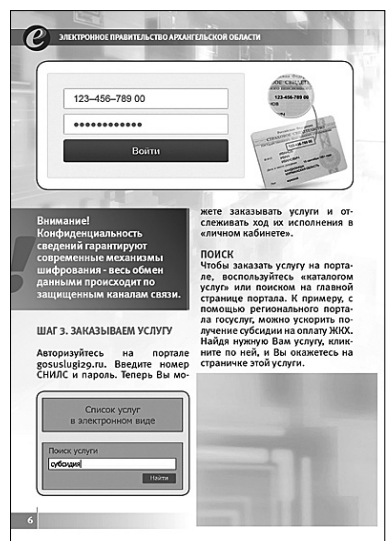 е ЭЛЕКТРОННОЕ ПРАВИТЕЛЬСТВО АРХАНГЕЛЬСКОЙ ОБЛАСТИ
123–456–789 00
••••••••••••
Войти
123-456-789 00
Внимание!
Конфиденциальность
сведений гарантируют
современные механизмы
шифрования - весь обмен
данными происходит по
защищенным каналам связи.
ШАГ 3. ЗАКАЗЫВАЕМ УСЛУГУ
Авторизуйтесь на портале
gosuslugi29.ru. Введите номер
СНИЛС и пароль. Теперь Вы мо-
Список услуг
в электронном виде
Поиск услуги
субсидия
Найти
жете заказывать услуги и от-
слеживать ход их исполнения в
«личном кабинете».
ПОИСК
Чтобы заказать услугу на порта-
ле, воспользуйтесь «каталогом
услуг» или поиском на главной
странице портала. К примеру, с
помощью регионального порта-
ла госуслуг, можно ускорить по-
лучение субсидии на оплату ЖКХ.
Найдя нужную Вам услугу, клик-
ните по ней, и Вы окажетесь на
страничке этой услуги.
6